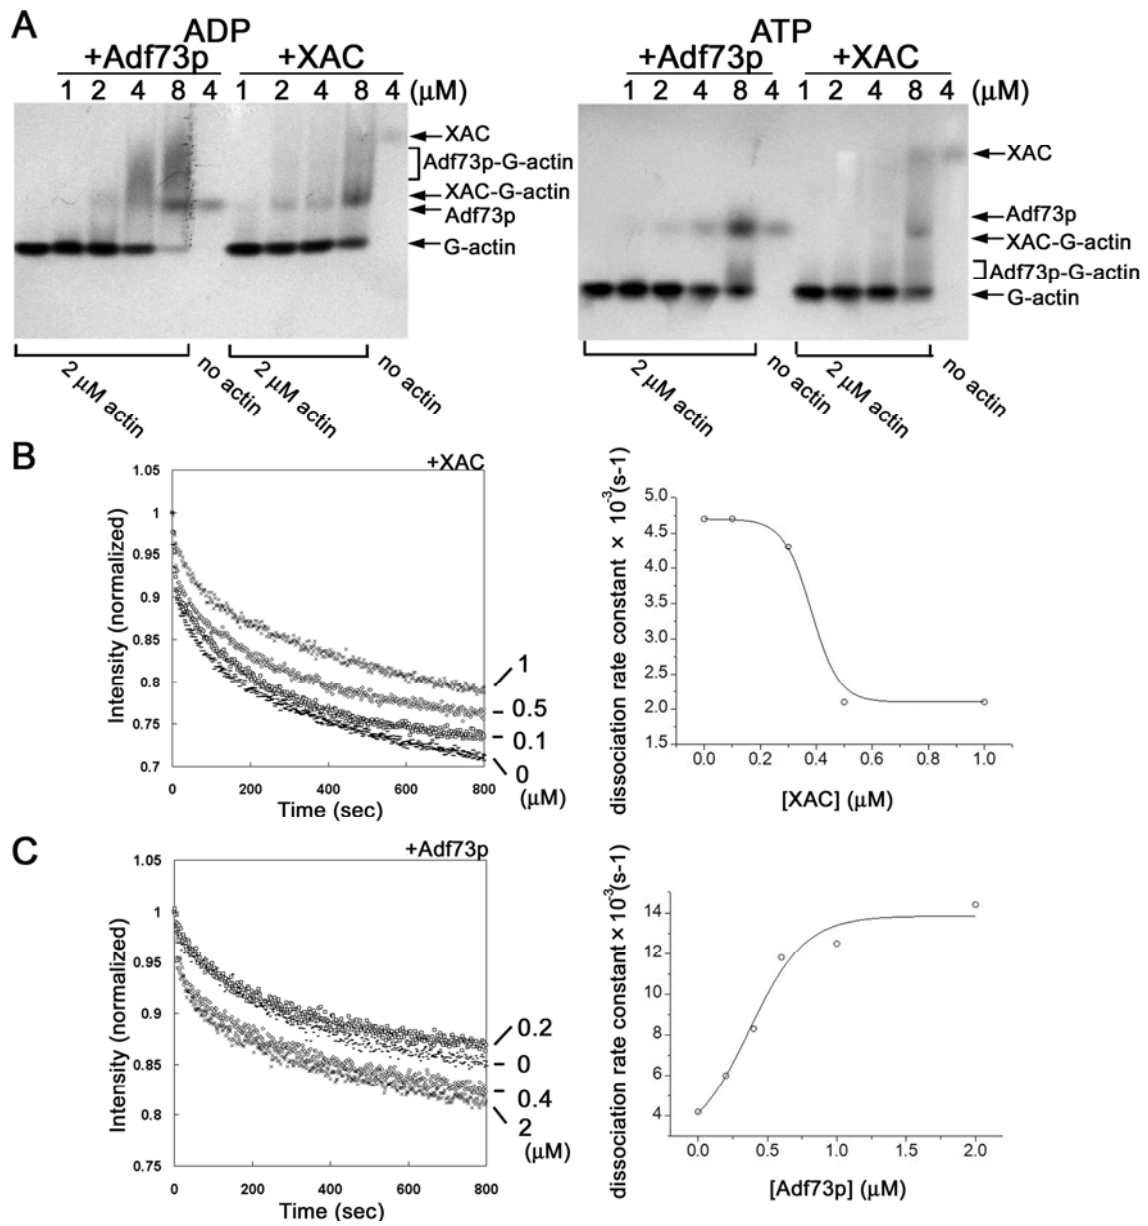 A
ADP
+Adf73p +XAC
1 2 4 8 4 1 2 4 8 4 (μM)
XAC
Adf73p-G-actin
XAC-G-actin
Adf73p
G-actin
2 μM actin
no actin
2 μM actin
no actin
ATP
+Adf73p +XAC
1 2 4 8 4 1 2 4 8 4 (μM)
XAC
Adf73p
XAC-G-actin
Adf73p-G-actin
G-actin
2 μM actin
no actin
2 μM actin
no actin
B
+XAC
Intensity (normalized)
1.05
1
0.95
0.9
0.85
0.8
0.75
0.7
0 200 400 600 800
Time (sec)
1
0.5
0.1
0
(μM)
dissociation rate constant × 10⁻³(s-1)
5.0
4.5
4.0
3.5
3.0
2.5
2.0
1.5
0.0 0.2 0.4 0.6 0.8 1.0
[XAC] (μM)
C
+Adf73p
Intensity (normalized)
1.05
1
0.95
0.9
0.85
0.8
0.75
0 200 400 600 800
Time (sec)
0.2
0
0.4
2
(μM)
dissociation rate constant ×10⁻³(s-1)
14
12
10
8
6
4
0.0 0.5 1.0 1.5 2.0
[Adf73p] (μM)